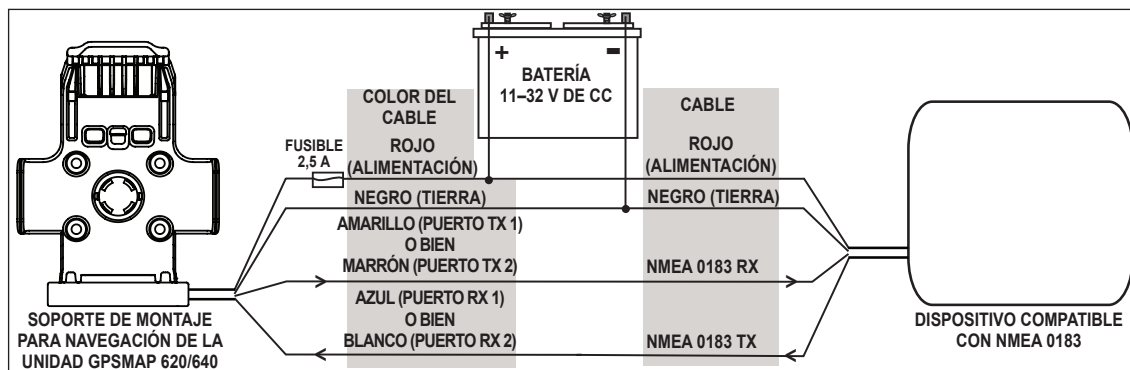 +
-
BATERÍA
11–32 V DE CC
COLOR DEL
CABLE
CABLE
FUSIBLE
2,5 A
ROJO
(ALIMENTACIÓN)
ROJO
(ALIMENTACIÓN)
NEGRO (TIERRA)
NEGRO (TIERRA)
AMARILLO (PUERTO TX 1)
O BIEN
MARRÓN (PUERTO TX 2)
NMEA 0183 RX
AZUL (PUERTO RX 1)
O BIEN
BLANCO (PUERTO RX 2)
NMEA 0183 TX
SOPORTE DE MONTAJE
PARA NAVEGACIÓN DE LA
UNIDAD GPSMAP 620/640
DISPOSITIVO COMPATIBLE
CON NMEA 0183